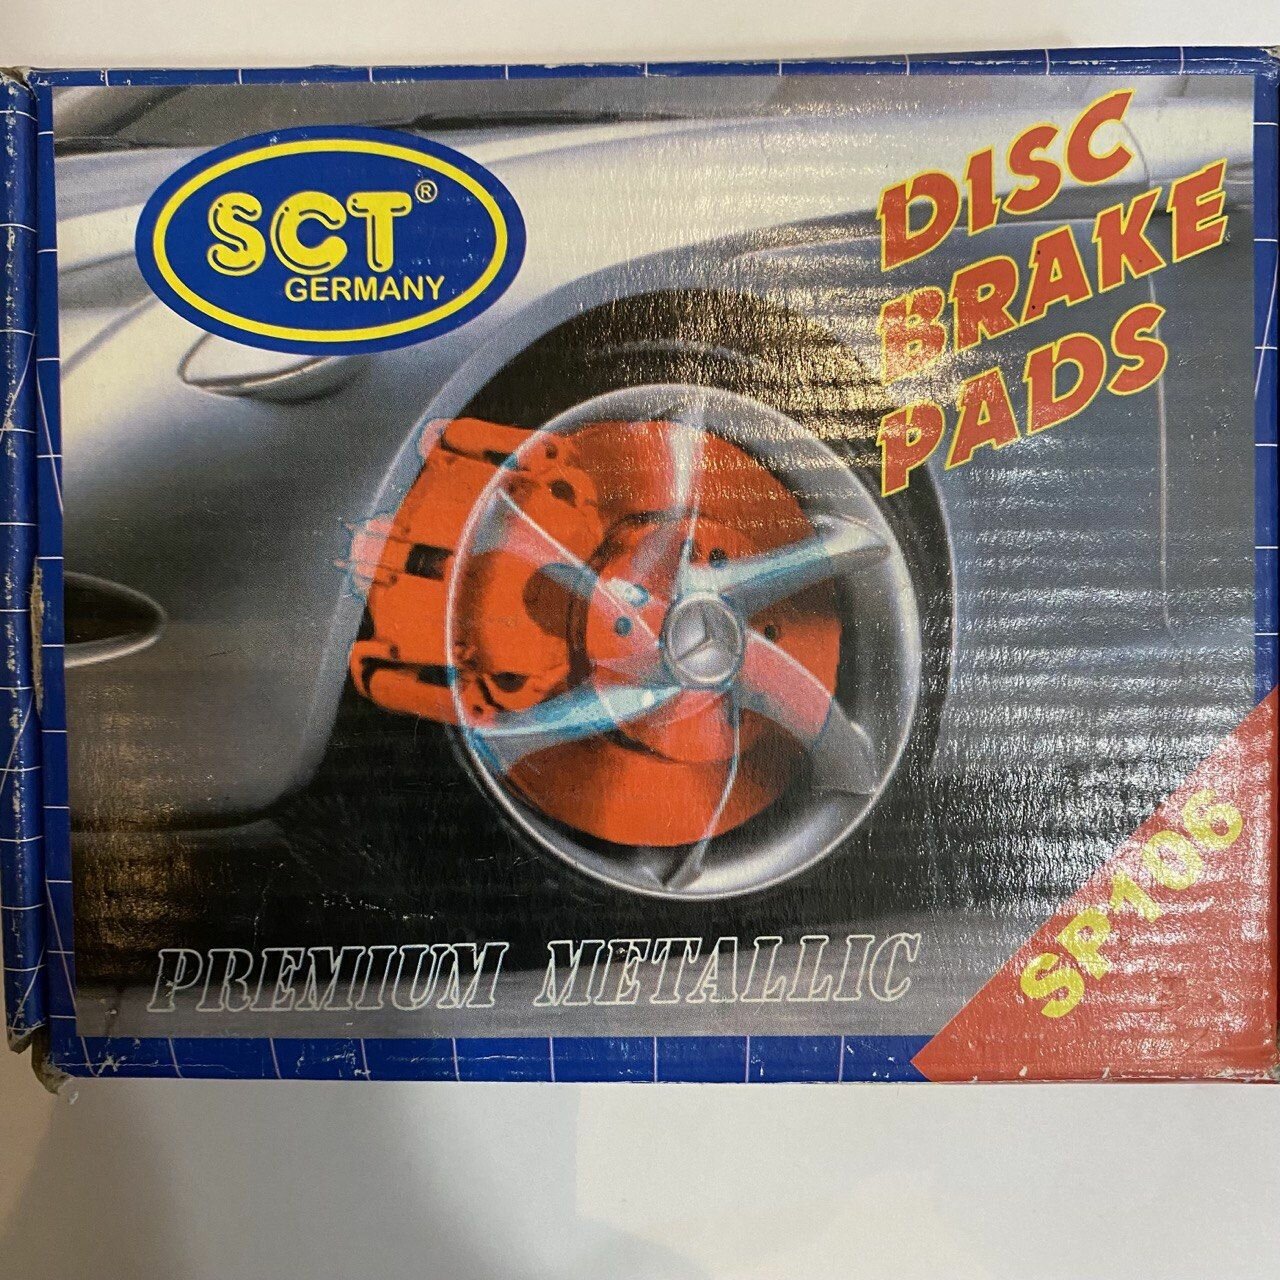 SCT®
GERMANY
DISC
BRAKE
PADS
PREMIUM METALLIC
SP106